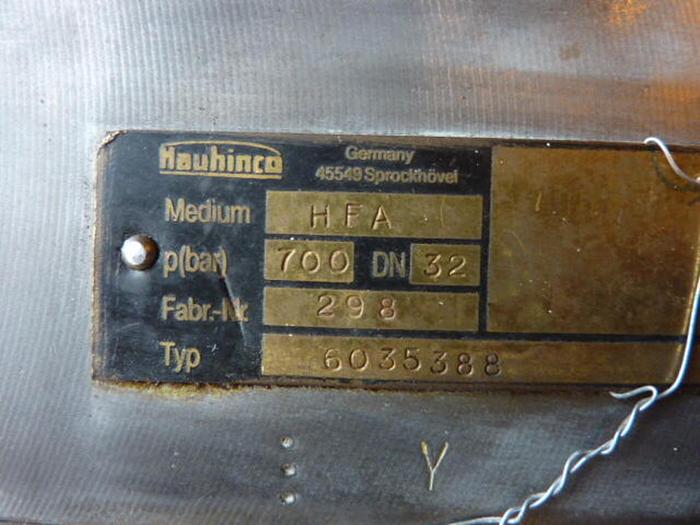 Hauhinco
Germany
45549 Sprockhövel
Medium HFA
p(bar) 700 DN 32
Fabr.-Nr. 298
Typ 6035388
Y